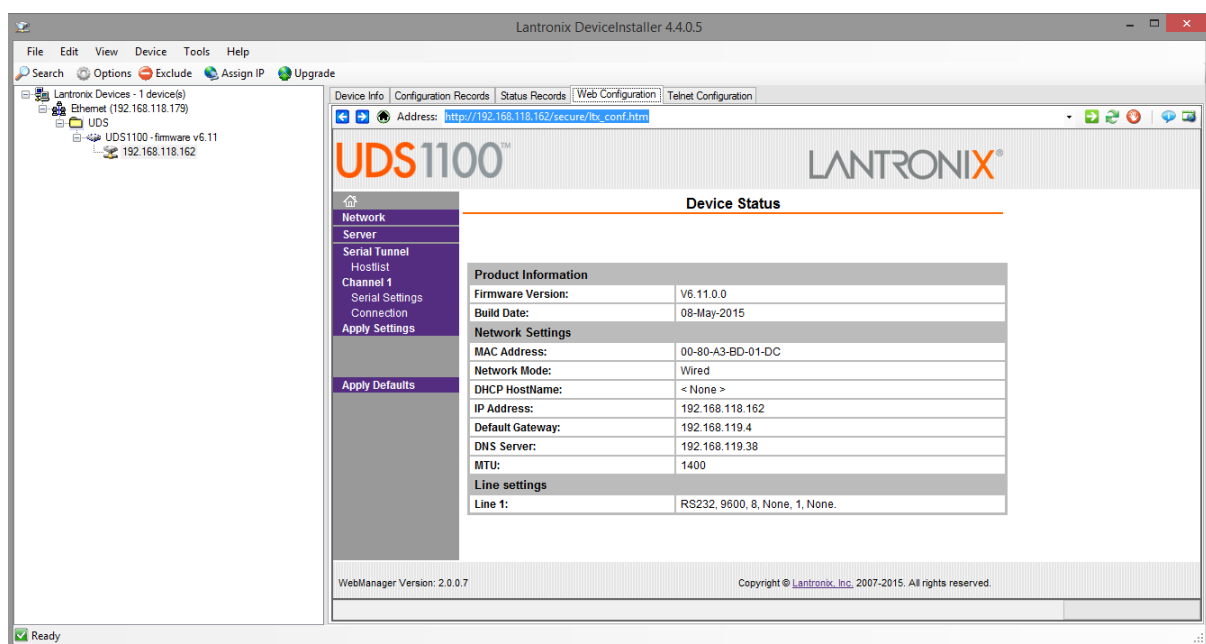 Lantronix DeviceInstaller 4.4.0.5
File Edit View Device Tools Help
Search Options Exclude Assign IP Upgrade
Lantronix Devices - 1 device(s)
Ethernet (192.168.118.179)
UDS
UDS1100 - firmware v6.11
192.168.118.162
Device Info Configuration Records Status Records Web Configuration Telnet Configuration
Address: http://192.168.118.162/secure/ltx_conf.htm
UDS1100™ LANTRONIX®
Network
Server
Serial Tunnel
Hostlist
Channel 1
Serial Settings
Connection
Apply Settings
Apply Defaults
Device Status
Product Information
Firmware Version: V6.11.0.0
Build Date: 08-May-2015
Network Settings
MAC Address: 00-80-A3-BD-01-DC
Network Mode: Wired
DHCP HostName: < None >
IP Address: 192.168.118.162
Default Gateway: 192.168.119.4
DNS Server: 192.168.119.38
MTU: 1400
Line settings
Line 1: RS232, 9600, 8, None, 1, None.
WebManager Version: 2.0.0.7 Copyright © Lantronix, Inc. 2007-2015. All rights reserved.
Ready